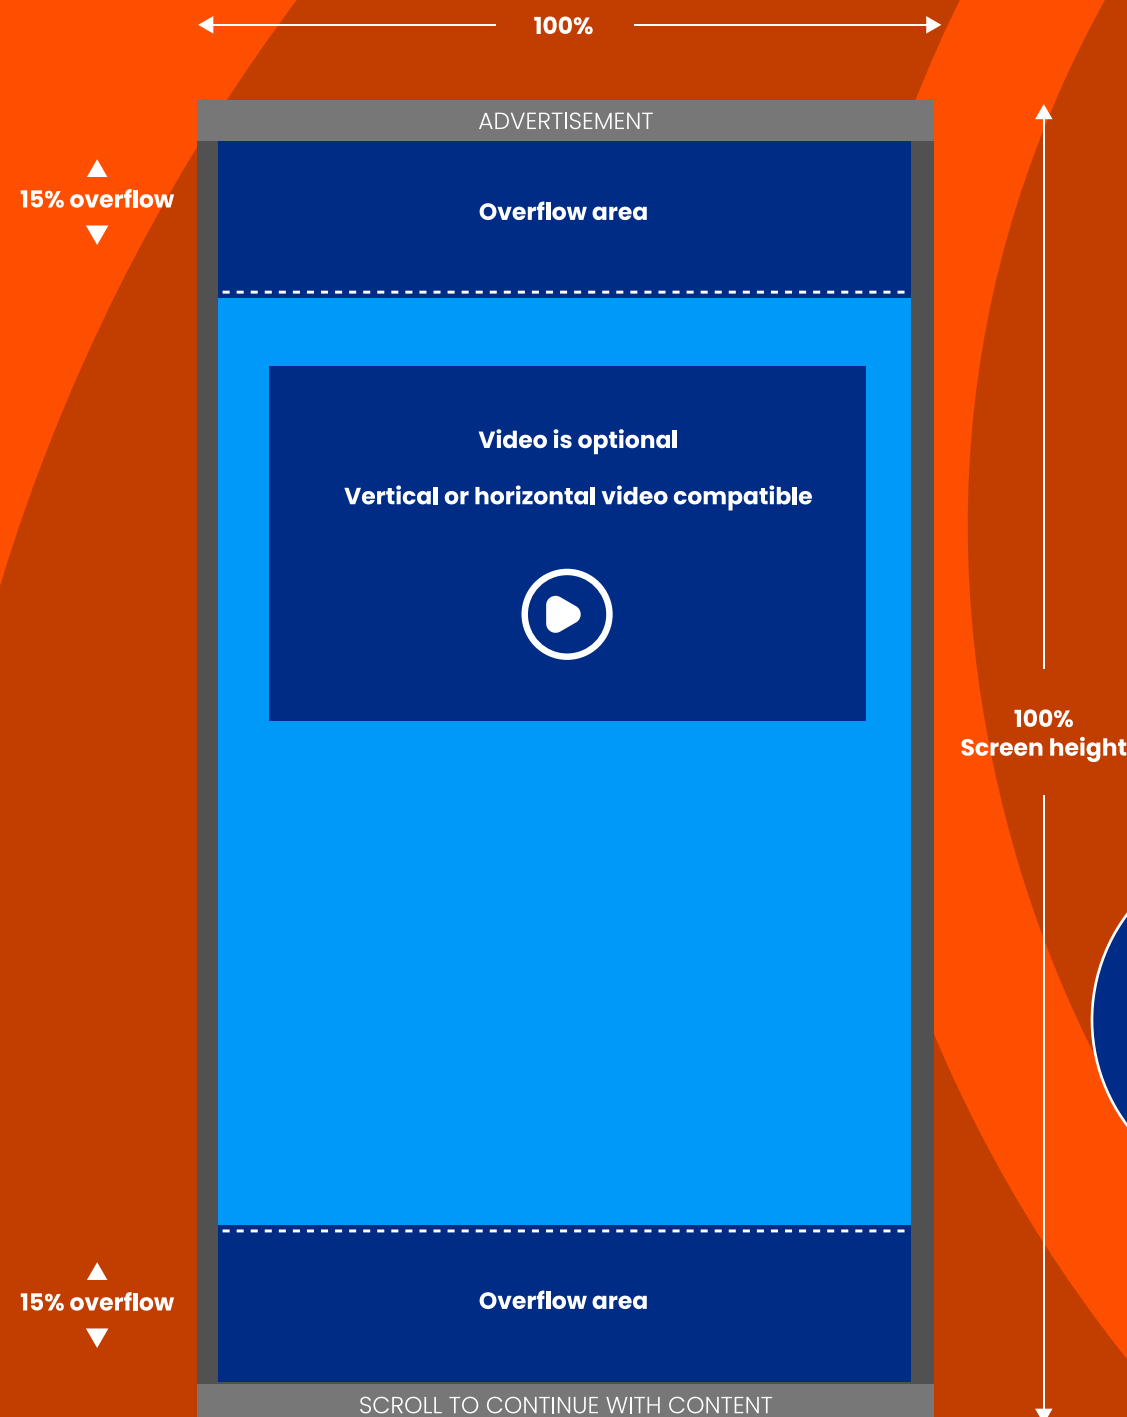 100%
ADVERTISEMENT
15% overflow
Overflow area
Video is optional
Vertical or horizontal video compatible
100%
Screen height
15% overflow
Overflow area
SCROLL TO CONTINUE WITH CONTENT